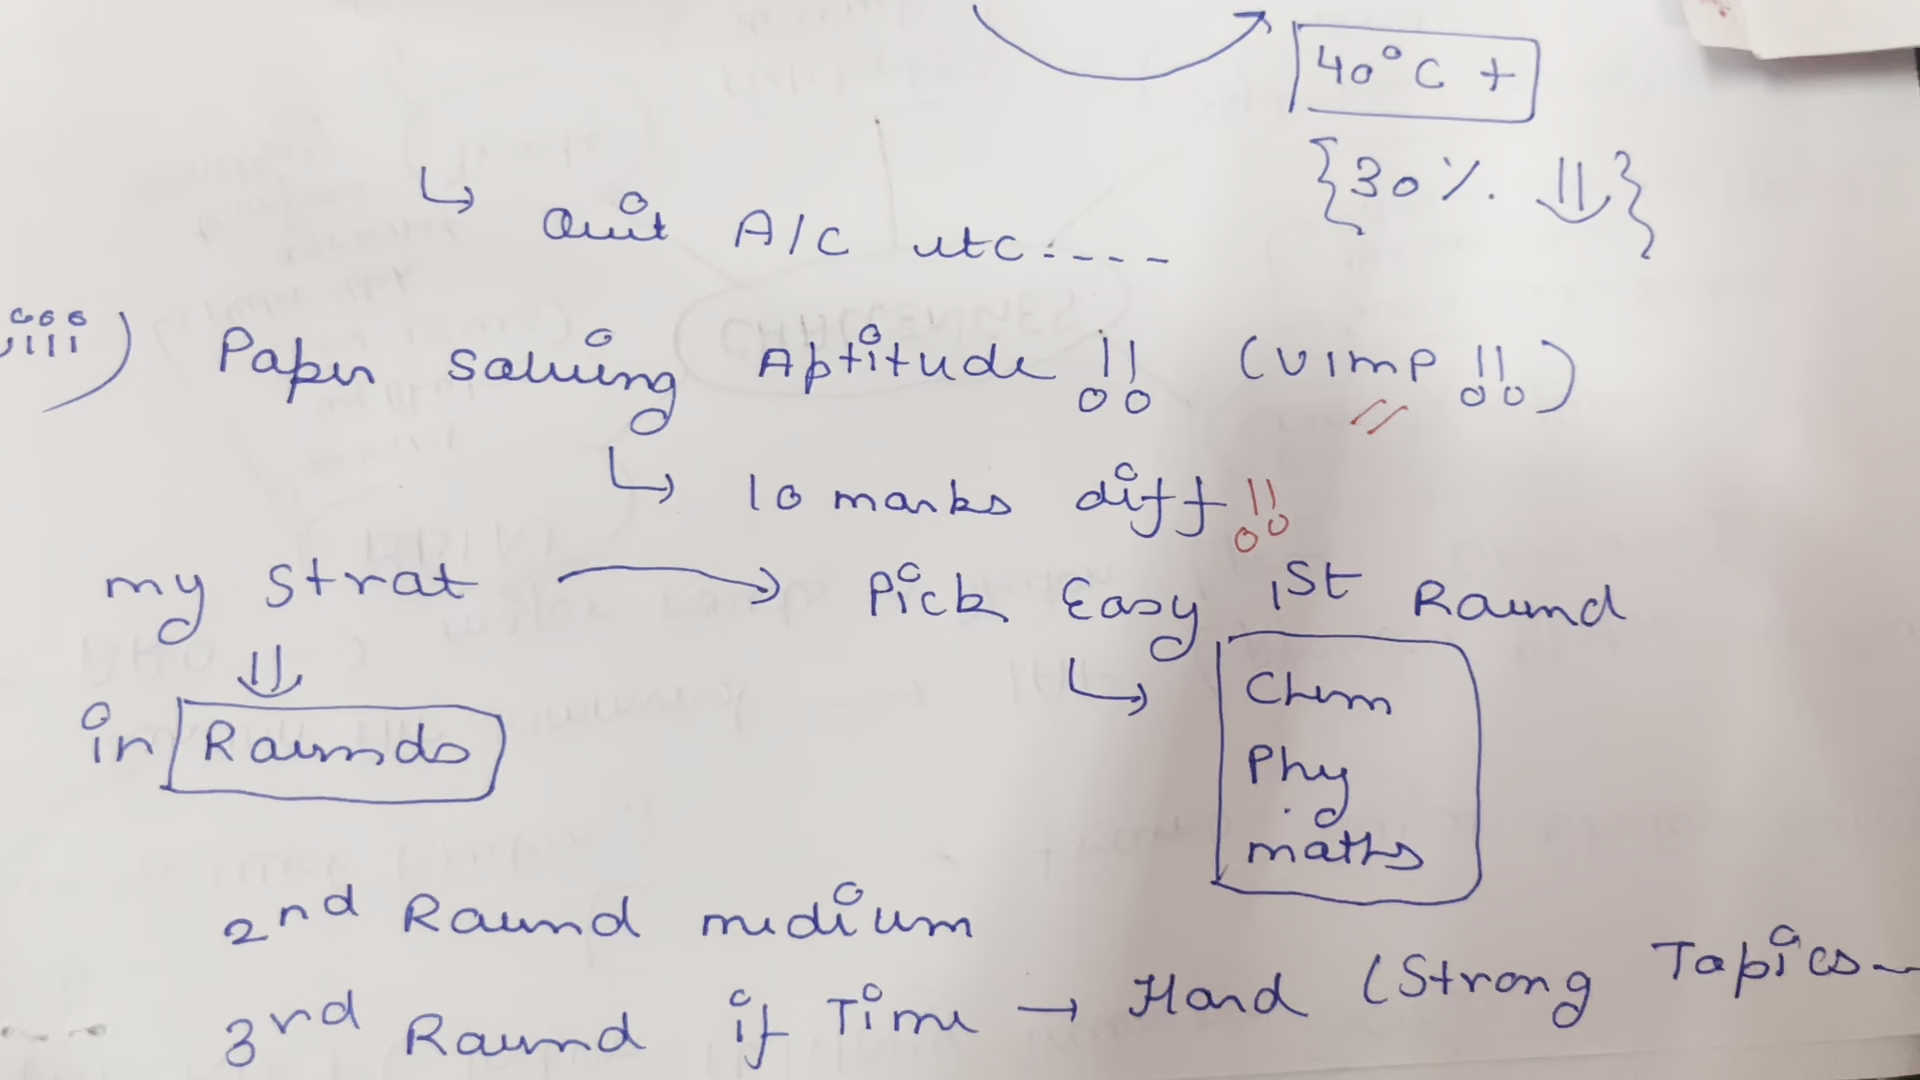 40°C +
{30 % ⇓}
↳ Quit A/C etc.----
iiii) Paper solving Aptitude !! (VIMP !!)
↳ 10 marks diff !!
my strat → Pick Easy 1st Round
⇓
in Rounds
↳ Chem
Phy
maths
2nd Round medium
3rd Round if Time → Hard (Strong Topics--